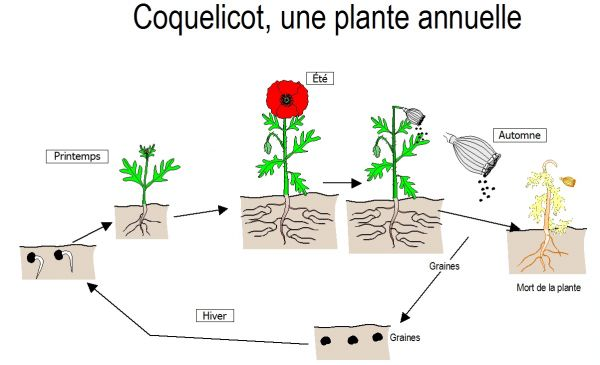 Coquelicot, une plante annuelle
Été
Printemps
Automne
Graines
Mort de la plante
Hiver
Graines